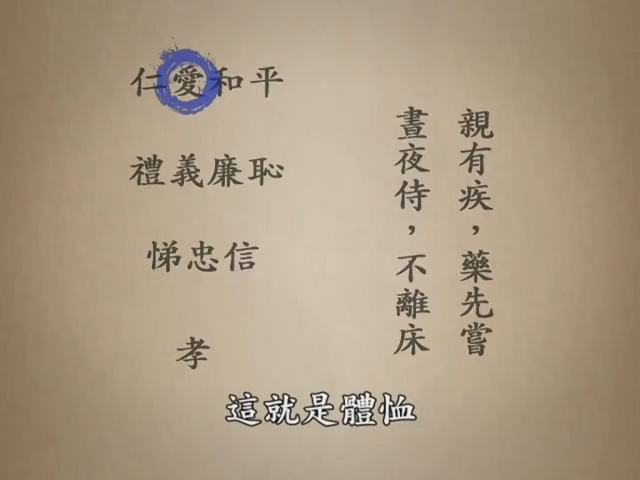 仁愛和平
禮義廉恥
悌忠信
孝
親有疾，藥先嘗
晝夜侍，不離床
這就是體恤